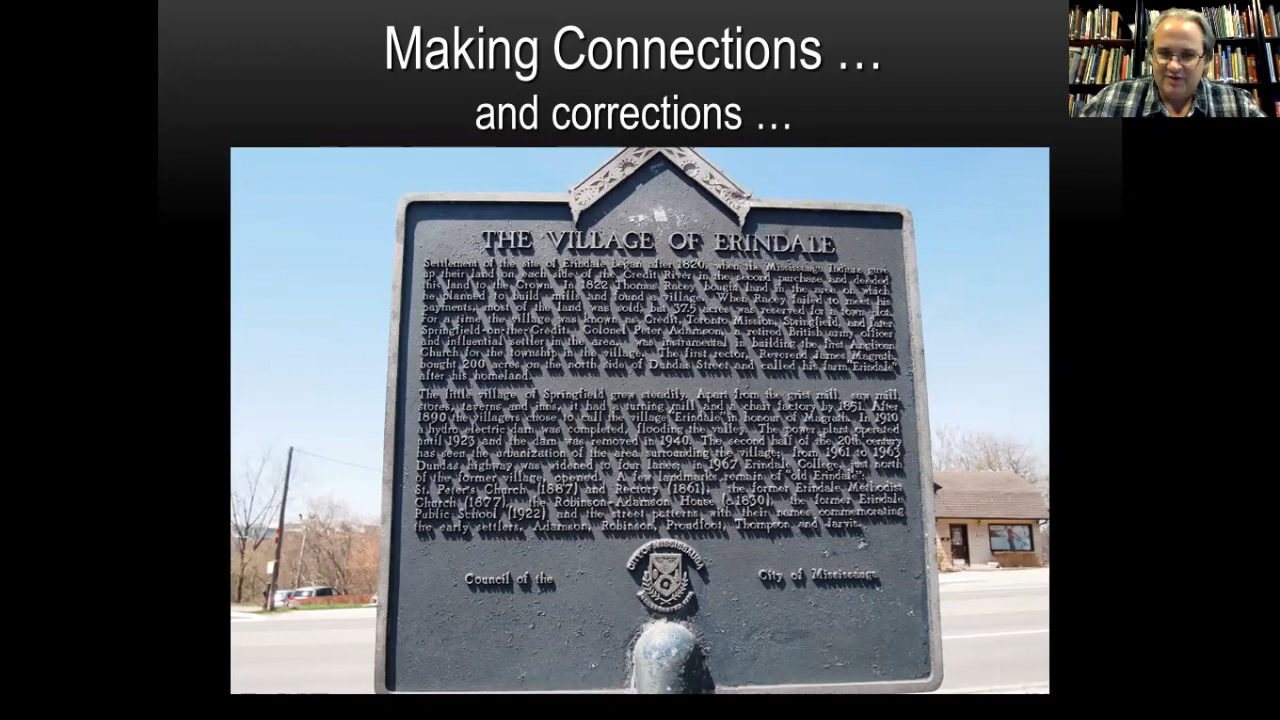 Making Connections …
and corrections …
THE VILLAGE OF ERINDALE
Settlement of the site of Erindale began after 1820, when the Mississauga Indians gave
up their land on each side of the Credit River in the second purchase and deeded
this land to the Crown. In 1822 Thomas Racey bought land in the area on which
he planned to build mills and found a village. When Racey failed to meet his
payments, most of the land was sold, but 37.5 acres was reserved for a town plot.
For a time the village was known as Credit, Toronto Mission, Springfield, and later
Springfield-on-the-Credit. Colonel Peter Adamson, a retired British army officer
and influential settler in the area, was instrumental in building the first Anglican
Church for the township in the village. The first rector, Reverend James Magrath,
bought 200 acres on the north side of Dundas Street and called his farm "Erindale"
after his homeland.
The little village of Springfield grew steadily. Apart from the grist mill, saw mill,
stores, taverns and inns, it had a turning mill and a chair factory by 1851. After
1890 the villagers chose to call the village "Erindale" in honour of Magrath. In 1910
a hydro electric dam was completed, flooding the valley. The power plant operated
until 1923 and the dam was removed in 1940. The second half of the 20th century
has seen the urbanization of the area surrounding the village; from 1961 to 1963
Dundas highway was widened to four lanes; in 1967 Erindale College, just north
of the former village, opened. A few landmarks remain of "old Erindale";
St. Peter's Church (1887) and Rectory (1861), the former Erindale Methodist
Church (1877), the Robinson-Adamson House (c.1830), the former Erindale
Public School (1922) and the street patterns with their names commemorating
the early settlers, Adamson, Robinson, Proudfoot, Thompson and Jarvis.
CITY OF MISSISSAUGA
Council of the City of Mississauga